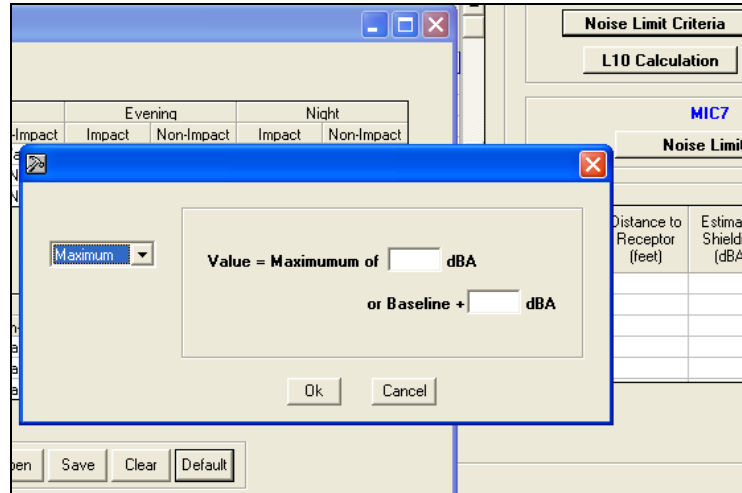 Noise Limit Criteria
L10 Calculation
Evening Night
-Impact Impact Non-Impact Impact Non-Impact
MIC7
Noise Limit
Maximum
Value = Maximumum of dBA
or Baseline + dBA
Ok Cancel
Distance to Receptor (feet)
Save Clear Default